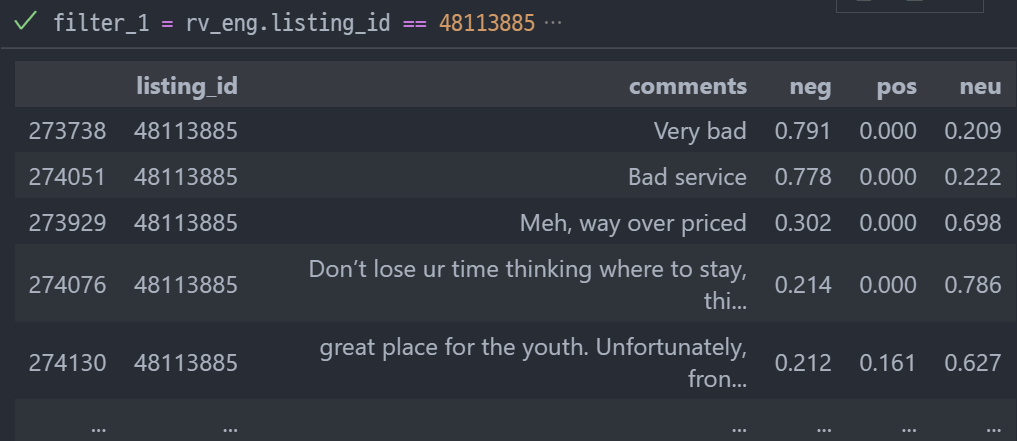 filter_1 = rv_eng.listing_id == 48113885 ···
listing_id comments neg pos neu
273738 48113885 Very bad 0.791 0.000 0.209
274051 48113885 Bad service 0.778 0.000 0.222
273929 48113885 Meh, way over priced 0.302 0.000 0.698
274076 48113885 Don’t lose ur time thinking where to stay, thi... 0.214 0.000 0.786
274130 48113885 great place for the youth. Unfortunately, fron... 0.212 0.161 0.627
... ... ... ... ... ...